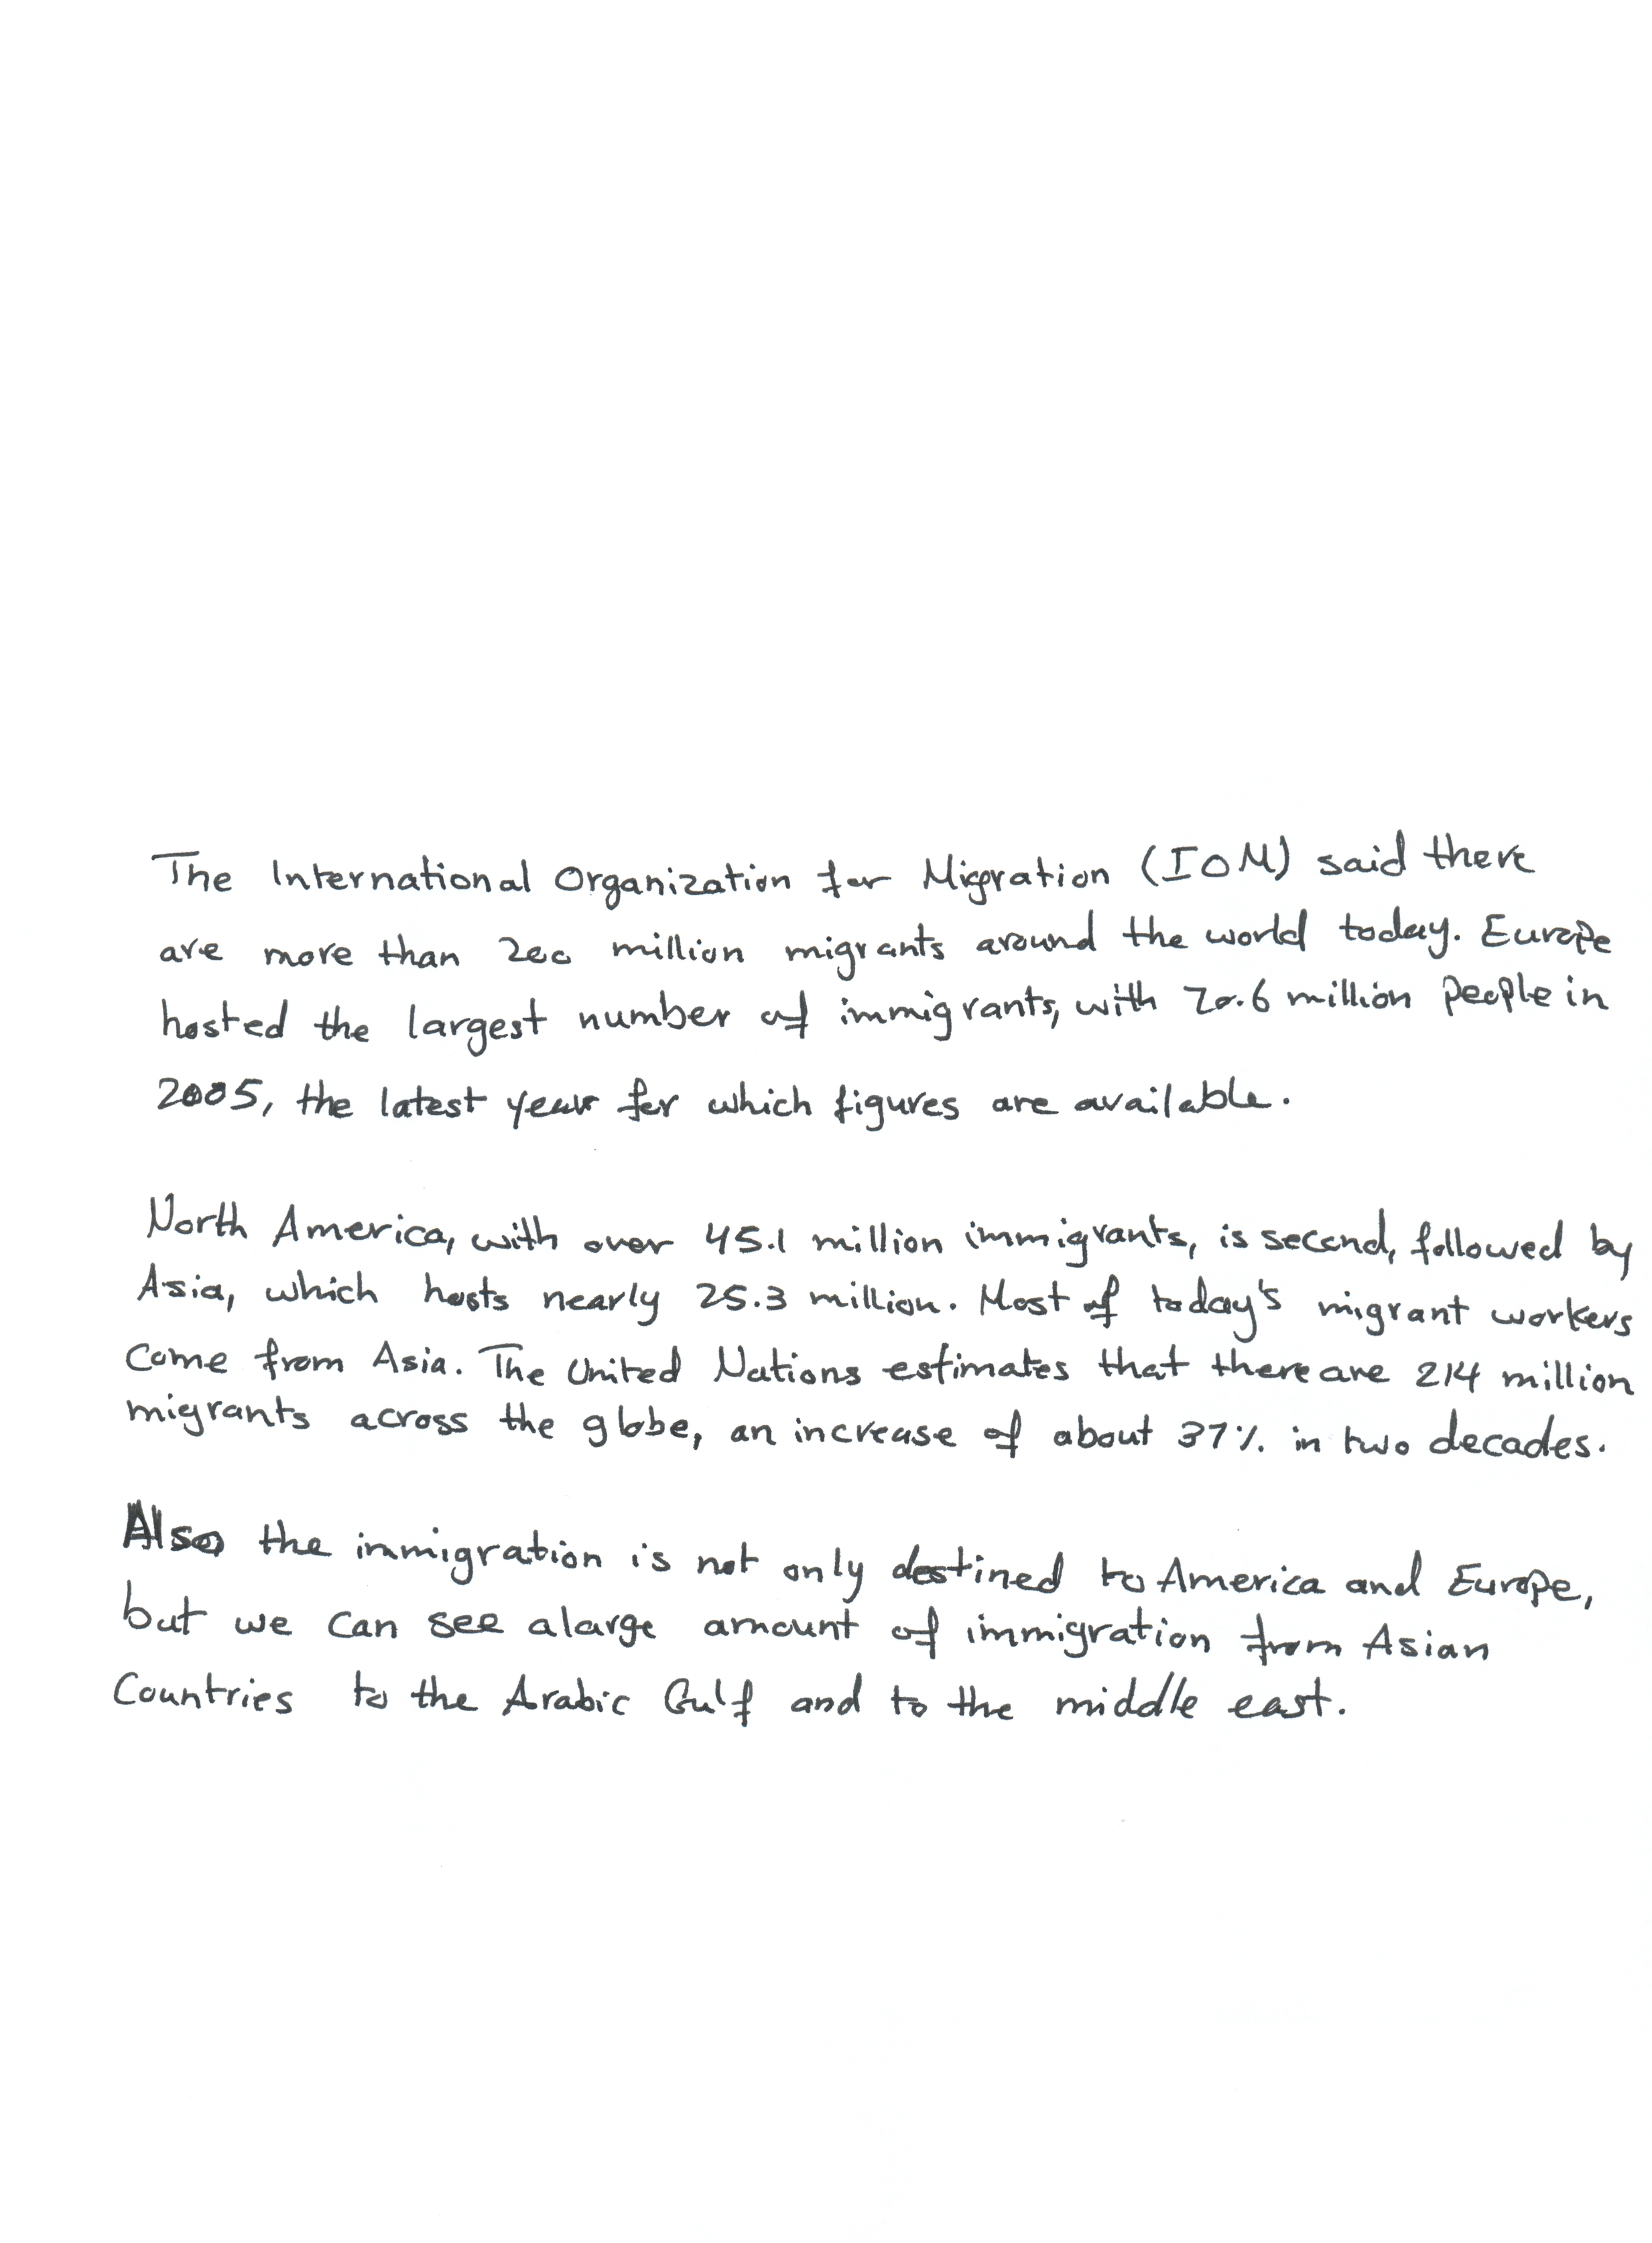 The International Organization for Migration (IOM) said there
are more than 200 million migrants around the world today. Europe
hosted the largest number of immigrants, with 70.6 million people in
2005, the latest year for which figures are available.
North America, with over 45.1 million immigrants, is second, followed by
Asia, which hosts nearly 25.3 million. Most of today's migrant workers
come from Asia. The United Nations estimates that there are 214 million
migrants across the globe, an increase of about 37% in two decades.
Also the immigration is not only destined to America and Europe,
but we can see alarge amount of immigration from Asian
Countries to the Arabic Gulf and to the middle east.